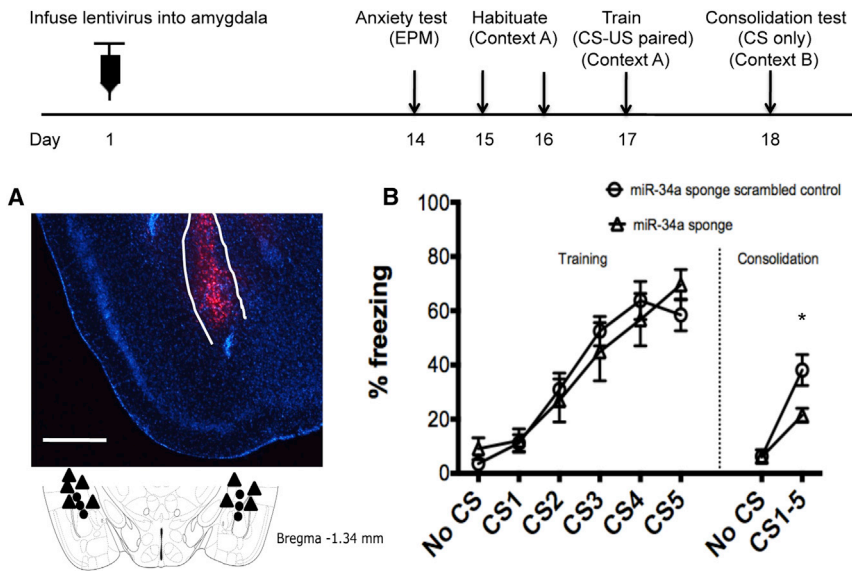 Infuse lentivirus into amygdala
Anxiety test
(EPM)
Habituate
(Context A)
Train
(CS-US paired)
(Context A)
Consolidation test
(CS only)
(Context B)
Day 1 14 15 16 17 18
A
Bregma -1.34 mm
B
miR-34a sponge scrambled control
miR-34a sponge
Training
Consolidation
*
% freezing
100
80
60
40
20
0
No CS
CS1
CS2
CS3
CS4
CS5
No CS
CS1-5